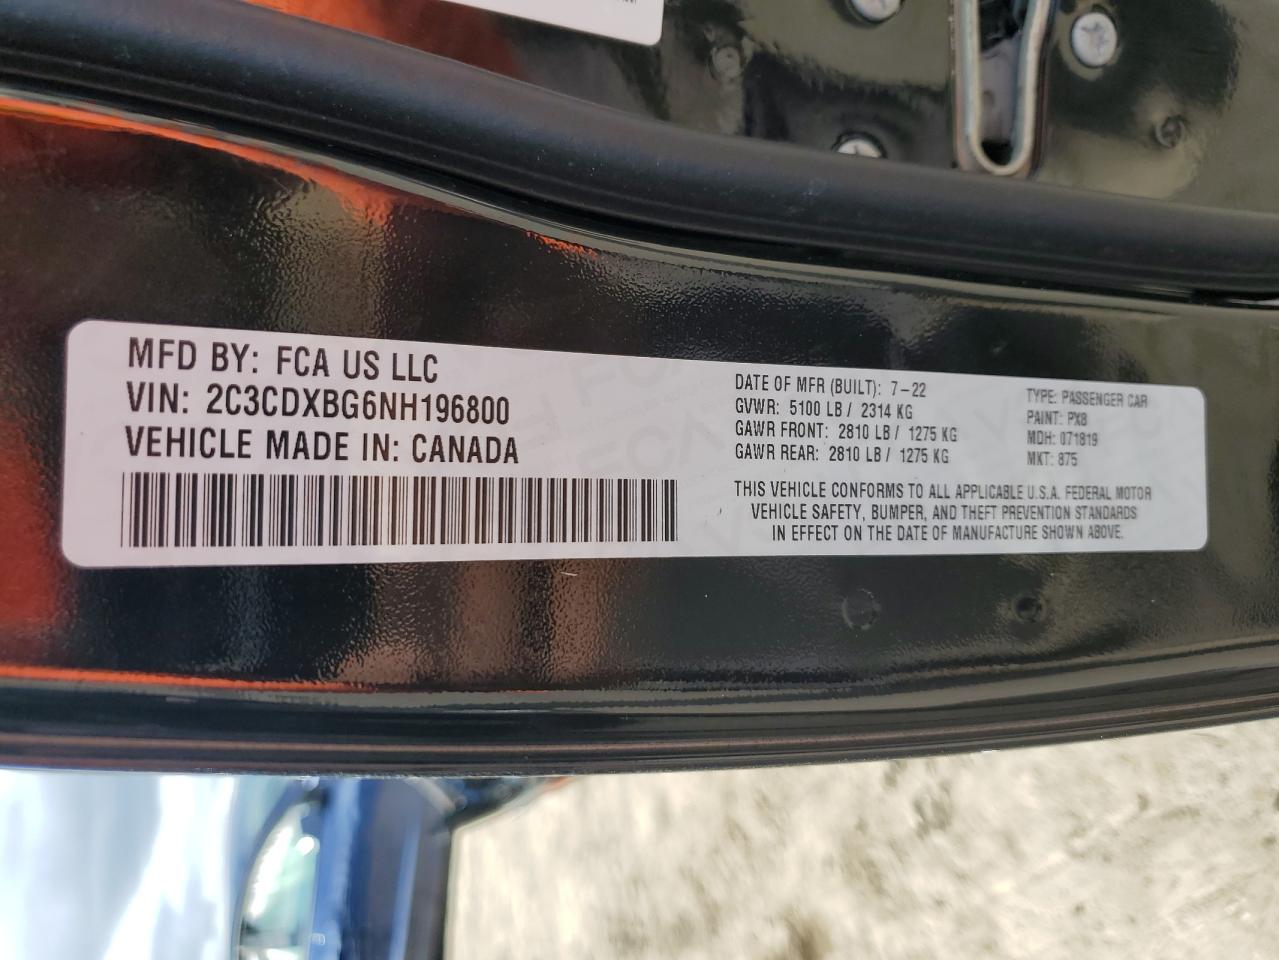 MFD BY: FCA US LLC
VIN: 2C3CDXBG6NH196800
VEHICLE MADE IN: CANADA
DATE OF MFR (BUILT): 7-22
GVWR: 5100 LB / 2314 KG
GAWR FRONT: 2810 LB / 1275 KG
GAWR REAR: 2810 LB / 1275 KG
TYPE: PASSENGER CAR
PAINT: PX8
MDH: 071819
MKT: 875
THIS VEHICLE CONFORMS TO ALL APPLICABLE U.S.A. FEDERAL MOTOR
VEHICLE SAFETY, BUMPER, AND THEFT PREVENTION STANDARDS
IN EFFECT ON THE DATE OF MANUFACTURE SHOWN ABOVE.